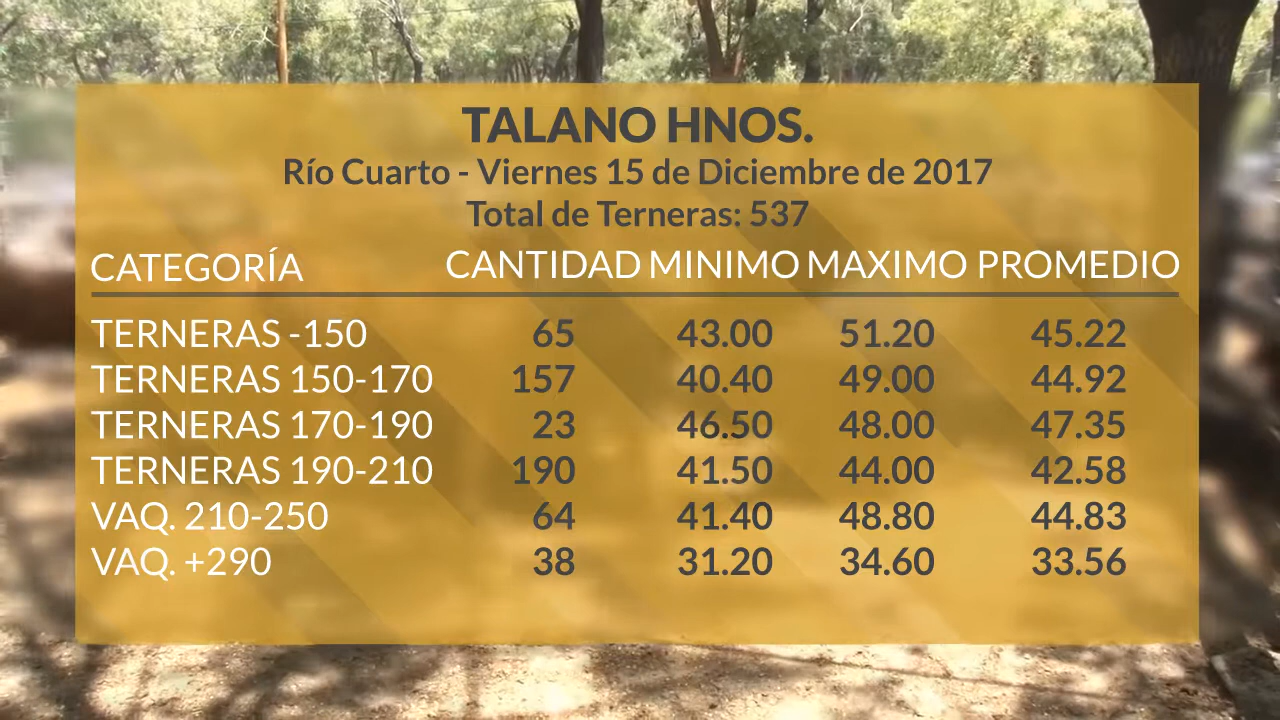 TALANO HNOS.
Río Cuarto - Viernes 15 de Diciembre de 2017
Total de Terneras: 537
CATEGORÍA CANTIDAD MINIMO MAXIMO PROMEDIO
TERNERAS -150 65 43.00 51.20 45.22
TERNERAS 150-170 157 40.40 49.00 44.92
TERNERAS 170-190 23 46.50 48.00 47.35
TERNERAS 190-210 190 41.50 44.00 42.58
VAQ. 210-250 64 41.40 48.80 44.83
VAQ. +290 38 31.20 34.60 33.56